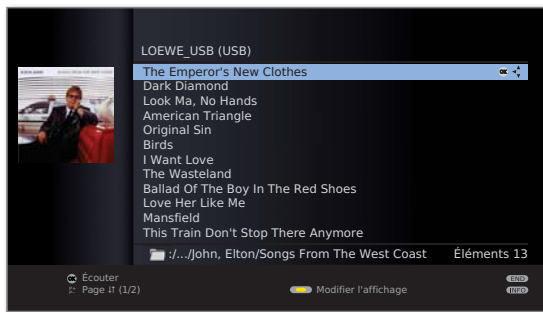 LOEWE_USB (USB)
The Emperor's New Clothes OK
Dark Diamond
Look Ma, No Hands
American Triangle
Original Sin
Birds
I Want Love
The Wasteland
Ballad Of The Boy In The Red Shoes
Love Her Like Me
Mansfield
This Train Don't Stop There Anymore
:/.../John, Elton/Songs From The West Coast Éléments 13
OK Écouter END
Page ↓↑ (1/2) Modifier l'affichage INFO